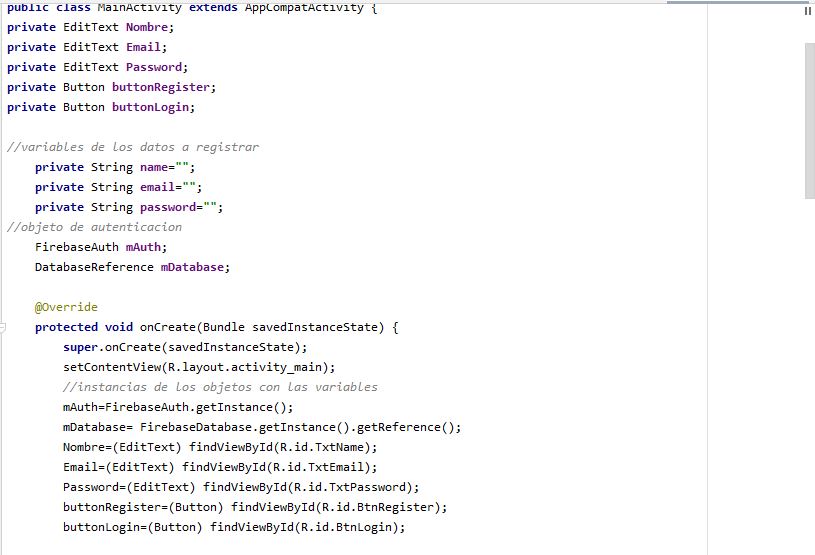 public class MainActivity extends AppCompatActivity {
private EditText Nombre;
private EditText Email;
private EditText Password;
private Button buttonRegister;
private Button buttonLogin;
//variables de los datos a registrar
private String name="";
private String email="";
private String password="";
//objeto de autenticacion
FirebaseAuth mAuth;
DatabaseReference mDatabase;
@Override
protected void onCreate(Bundle savedInstanceState) {
super.onCreate(savedInstanceState);
setContentView(R.layout.activity_main);
//instancias de los objetos con las variables
mAuth=FirebaseAuth.getInstance();
mDatabase= FirebaseDatabase.getInstance().getReference();
Nombre=(EditText) findViewById(R.id.TxtName);
Email=(EditText) findViewById(R.id.TxtEmail);
Password=(EditText) findViewById(R.id.TxtPassword);
buttonRegister=(Button) findViewById(R.id.BtnRegister);
buttonLogin=(Button) findViewById(R.id.BtnLogin);